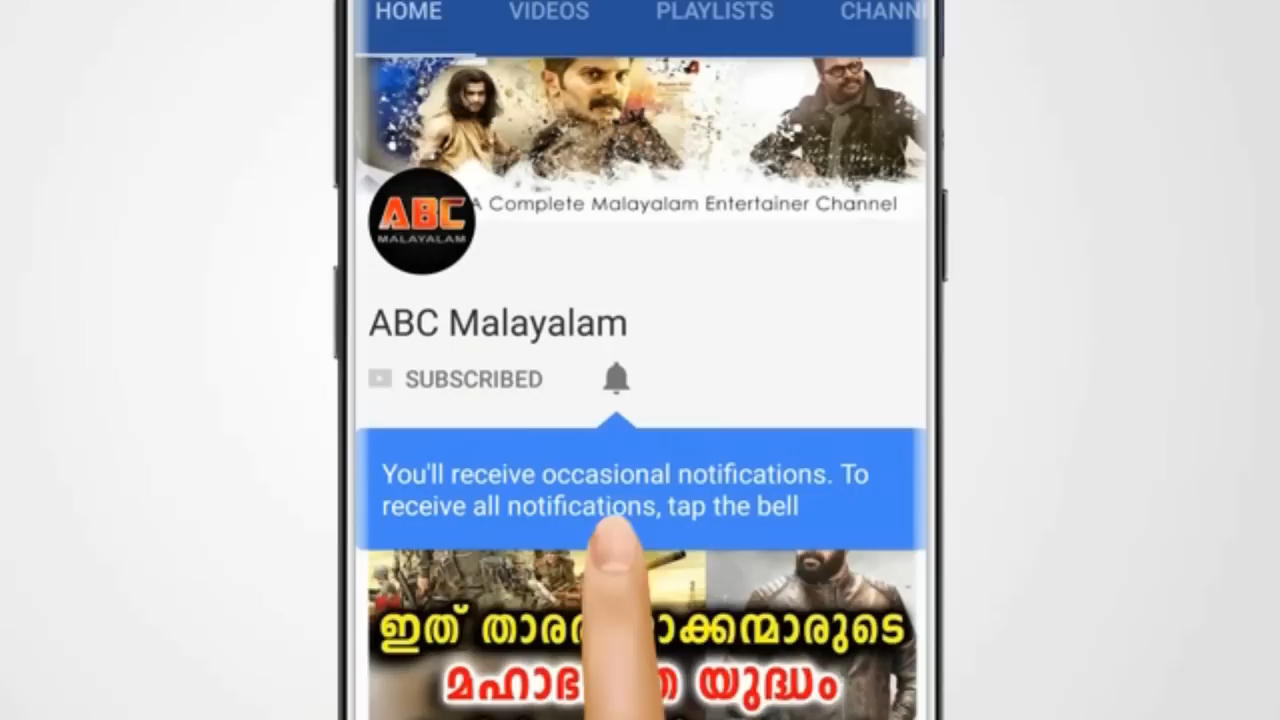 HOME VIDEOS PLAYLISTS CHANN
A Complete Malayalam Entertainer Channel
ABC
MALAYALAM
ABC Malayalam
SUBSCRIBED
You'll receive occasional notifications. To
receive all notifications, tap the bell
ഇത്
യുദ്ധം